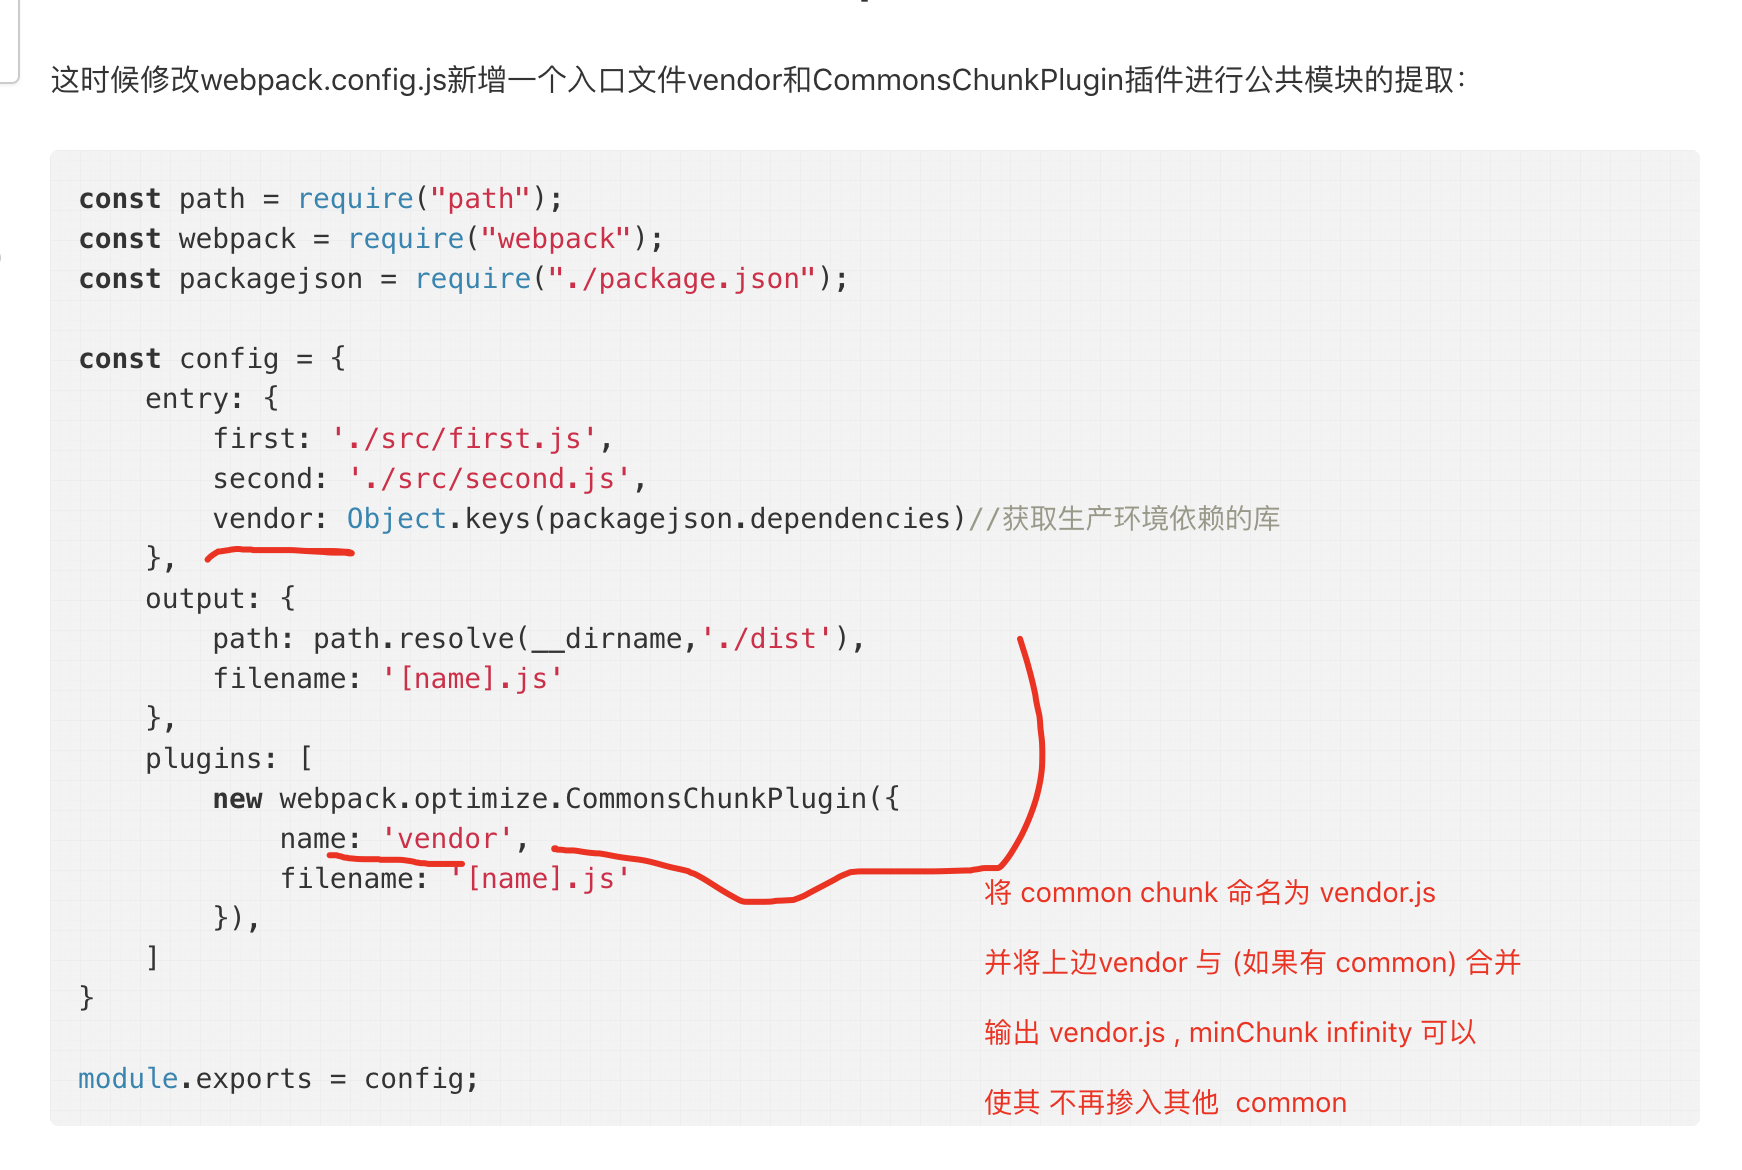 这时候修改webpack.config.js新增一个入口文件vendor和CommonsChunkPlugin插件进行公共模块的提取：
const path = require("path");
const webpack = require("webpack");
const packagejson = require("./package.json");
const config = {
entry: {
first: './src/first.js',
second: './src/second.js',
vendor: Object.keys(packagejson.dependencies)//获取生产环境依赖的库
},
output: {
path: path.resolve(__dirname,'./dist'),
filename: '[name].js'
},
plugins: [
new webpack.optimize.CommonsChunkPlugin({
name: 'vendor',
filename: '[name].js'
}),
]
}
module.exports = config;
将 common chunk 命名为 vendor.js
并将上边vendor 与 (如果有 common) 合并
输出 vendor.js , minChunk infinity 可以
使其 不再掺入其他 common